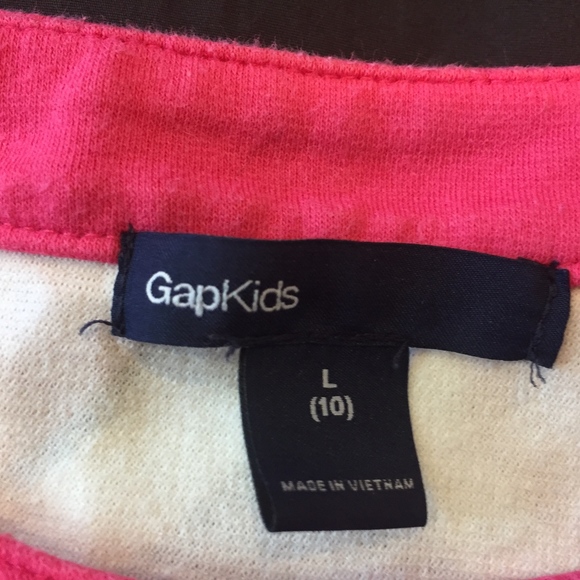 GapKids
L
(10)
MADE IN VIETNAM